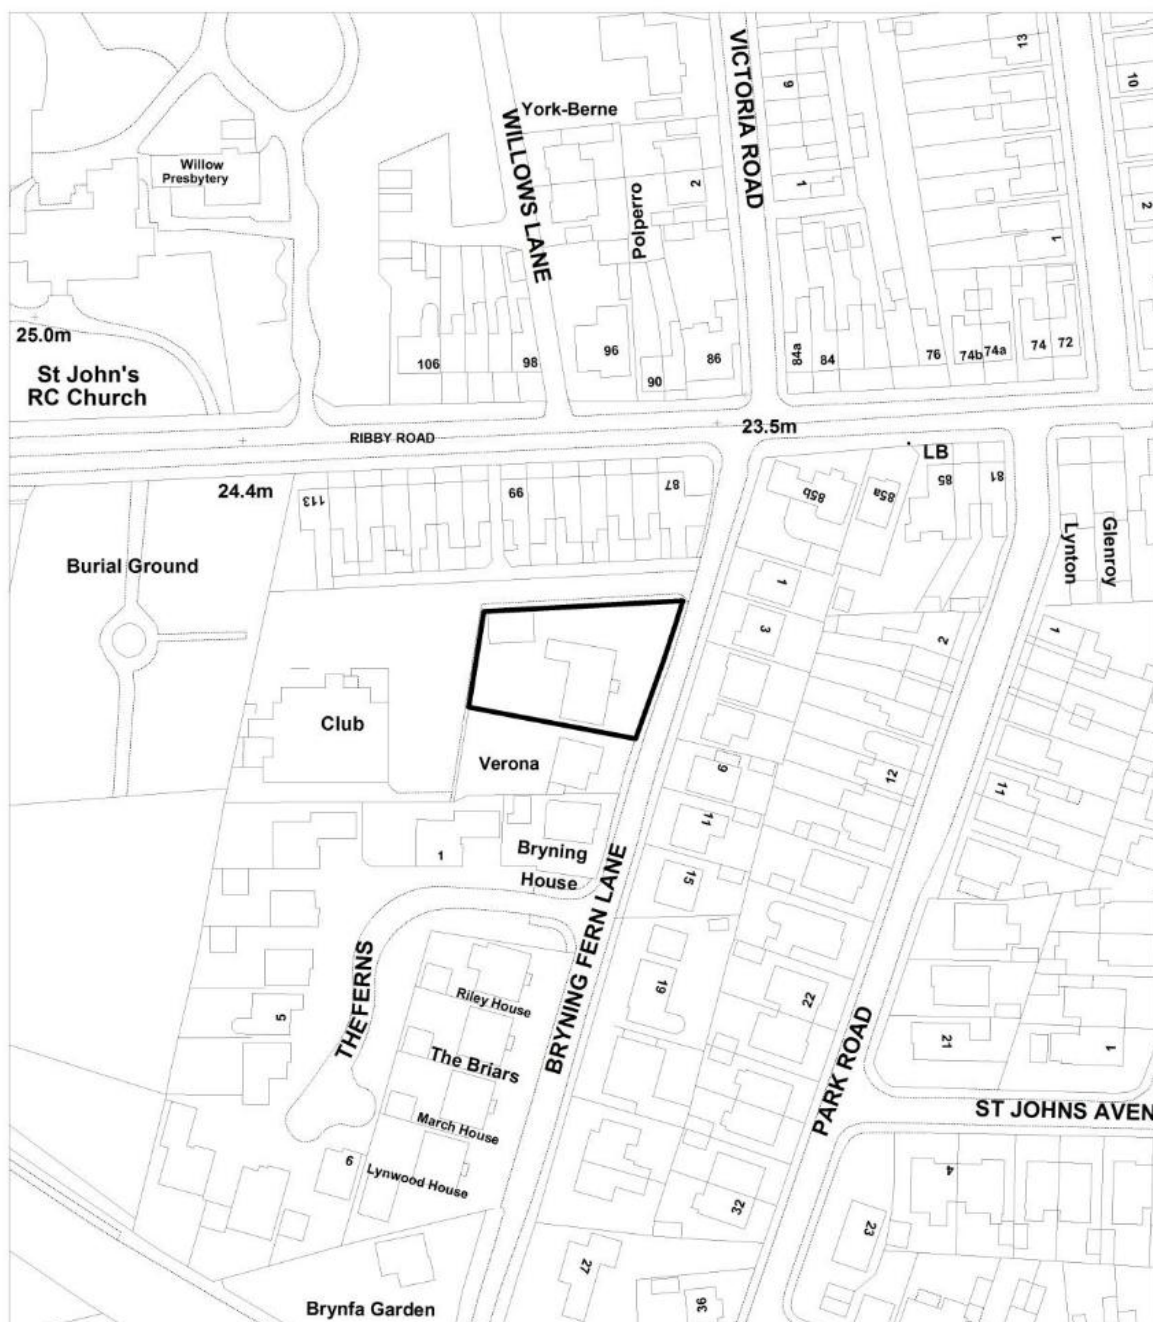 VICTORIA ROAD
13
10
9
York-Berne
WILLOWS LANE
Willow
Presbytery
Polperro
2
1
2
1
25.0m
St John's
RC Church
106
98
96
90
86
84a
84
76
74b
74a
74
72
RIBBY ROAD
23.5m
LB
24.4m
113
99
87
85b
85a
85
81
Burial Ground
Lynton
Glenroy
1
3
2
1
Club
Verona
9
12
11
11
1
Bryning
House
15
BRYNING FERN LANE
THE FERNS
Riley House
19
22
5
The Briars
21
1
PARK ROAD
ST JOHNS AVEN
March House
6
Lynwood House
4
32
23
27
36
Brynfa Garden